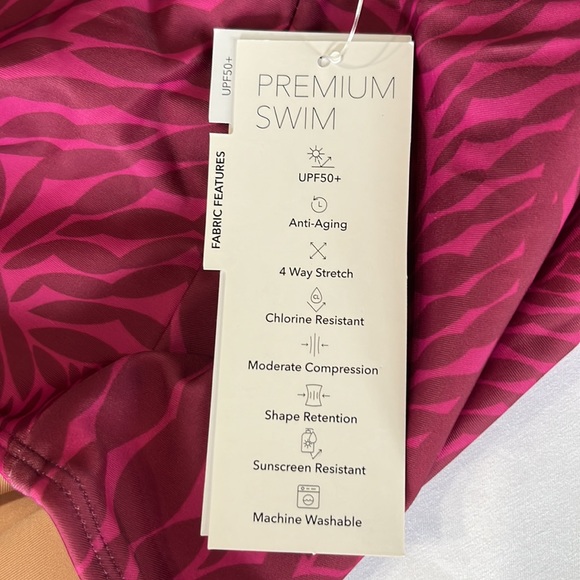 UPF50+
FABRIC FEATURES
PREMIUM
SWIM
UPF50+
Anti-Aging
4 Way Stretch
CL
Chlorine Resistant
Moderate Compression
Shape Retention
Sunscreen Resistant
Machine Washable